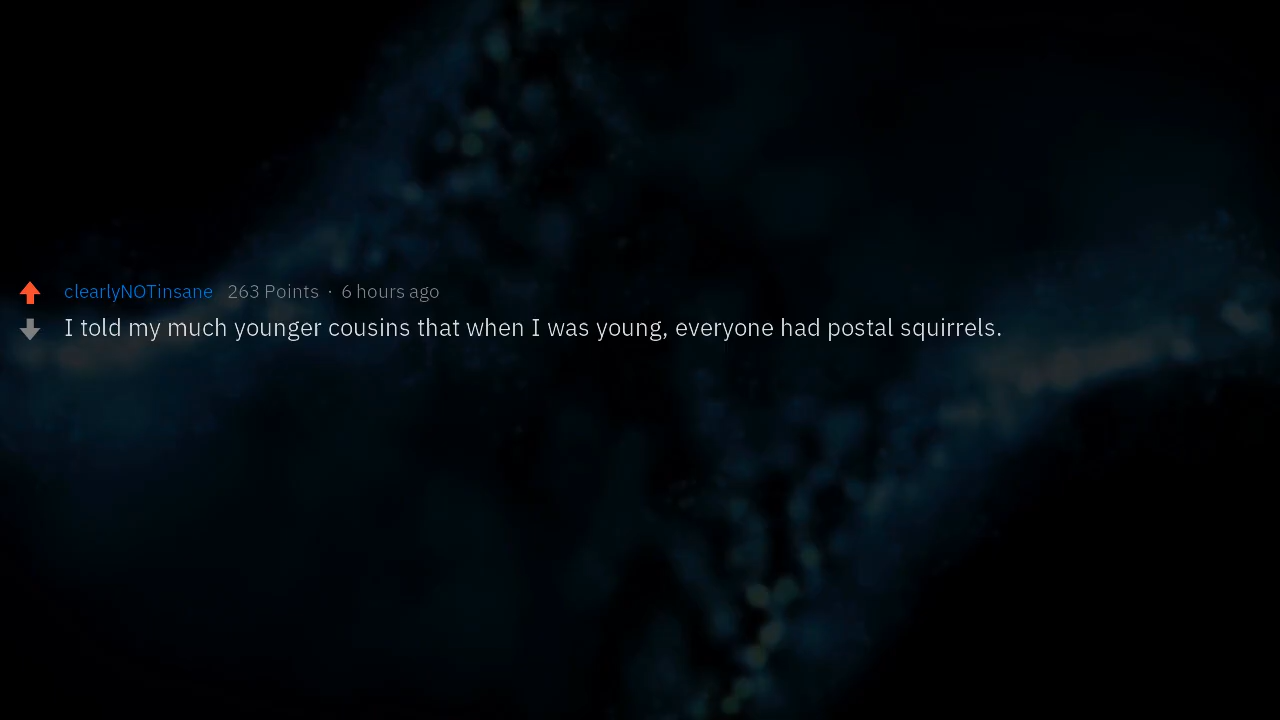 clearlyNOTinsane 263 Points · 6 hours ago
I told my much younger cousins that when I was young, everyone had postal squirrels.